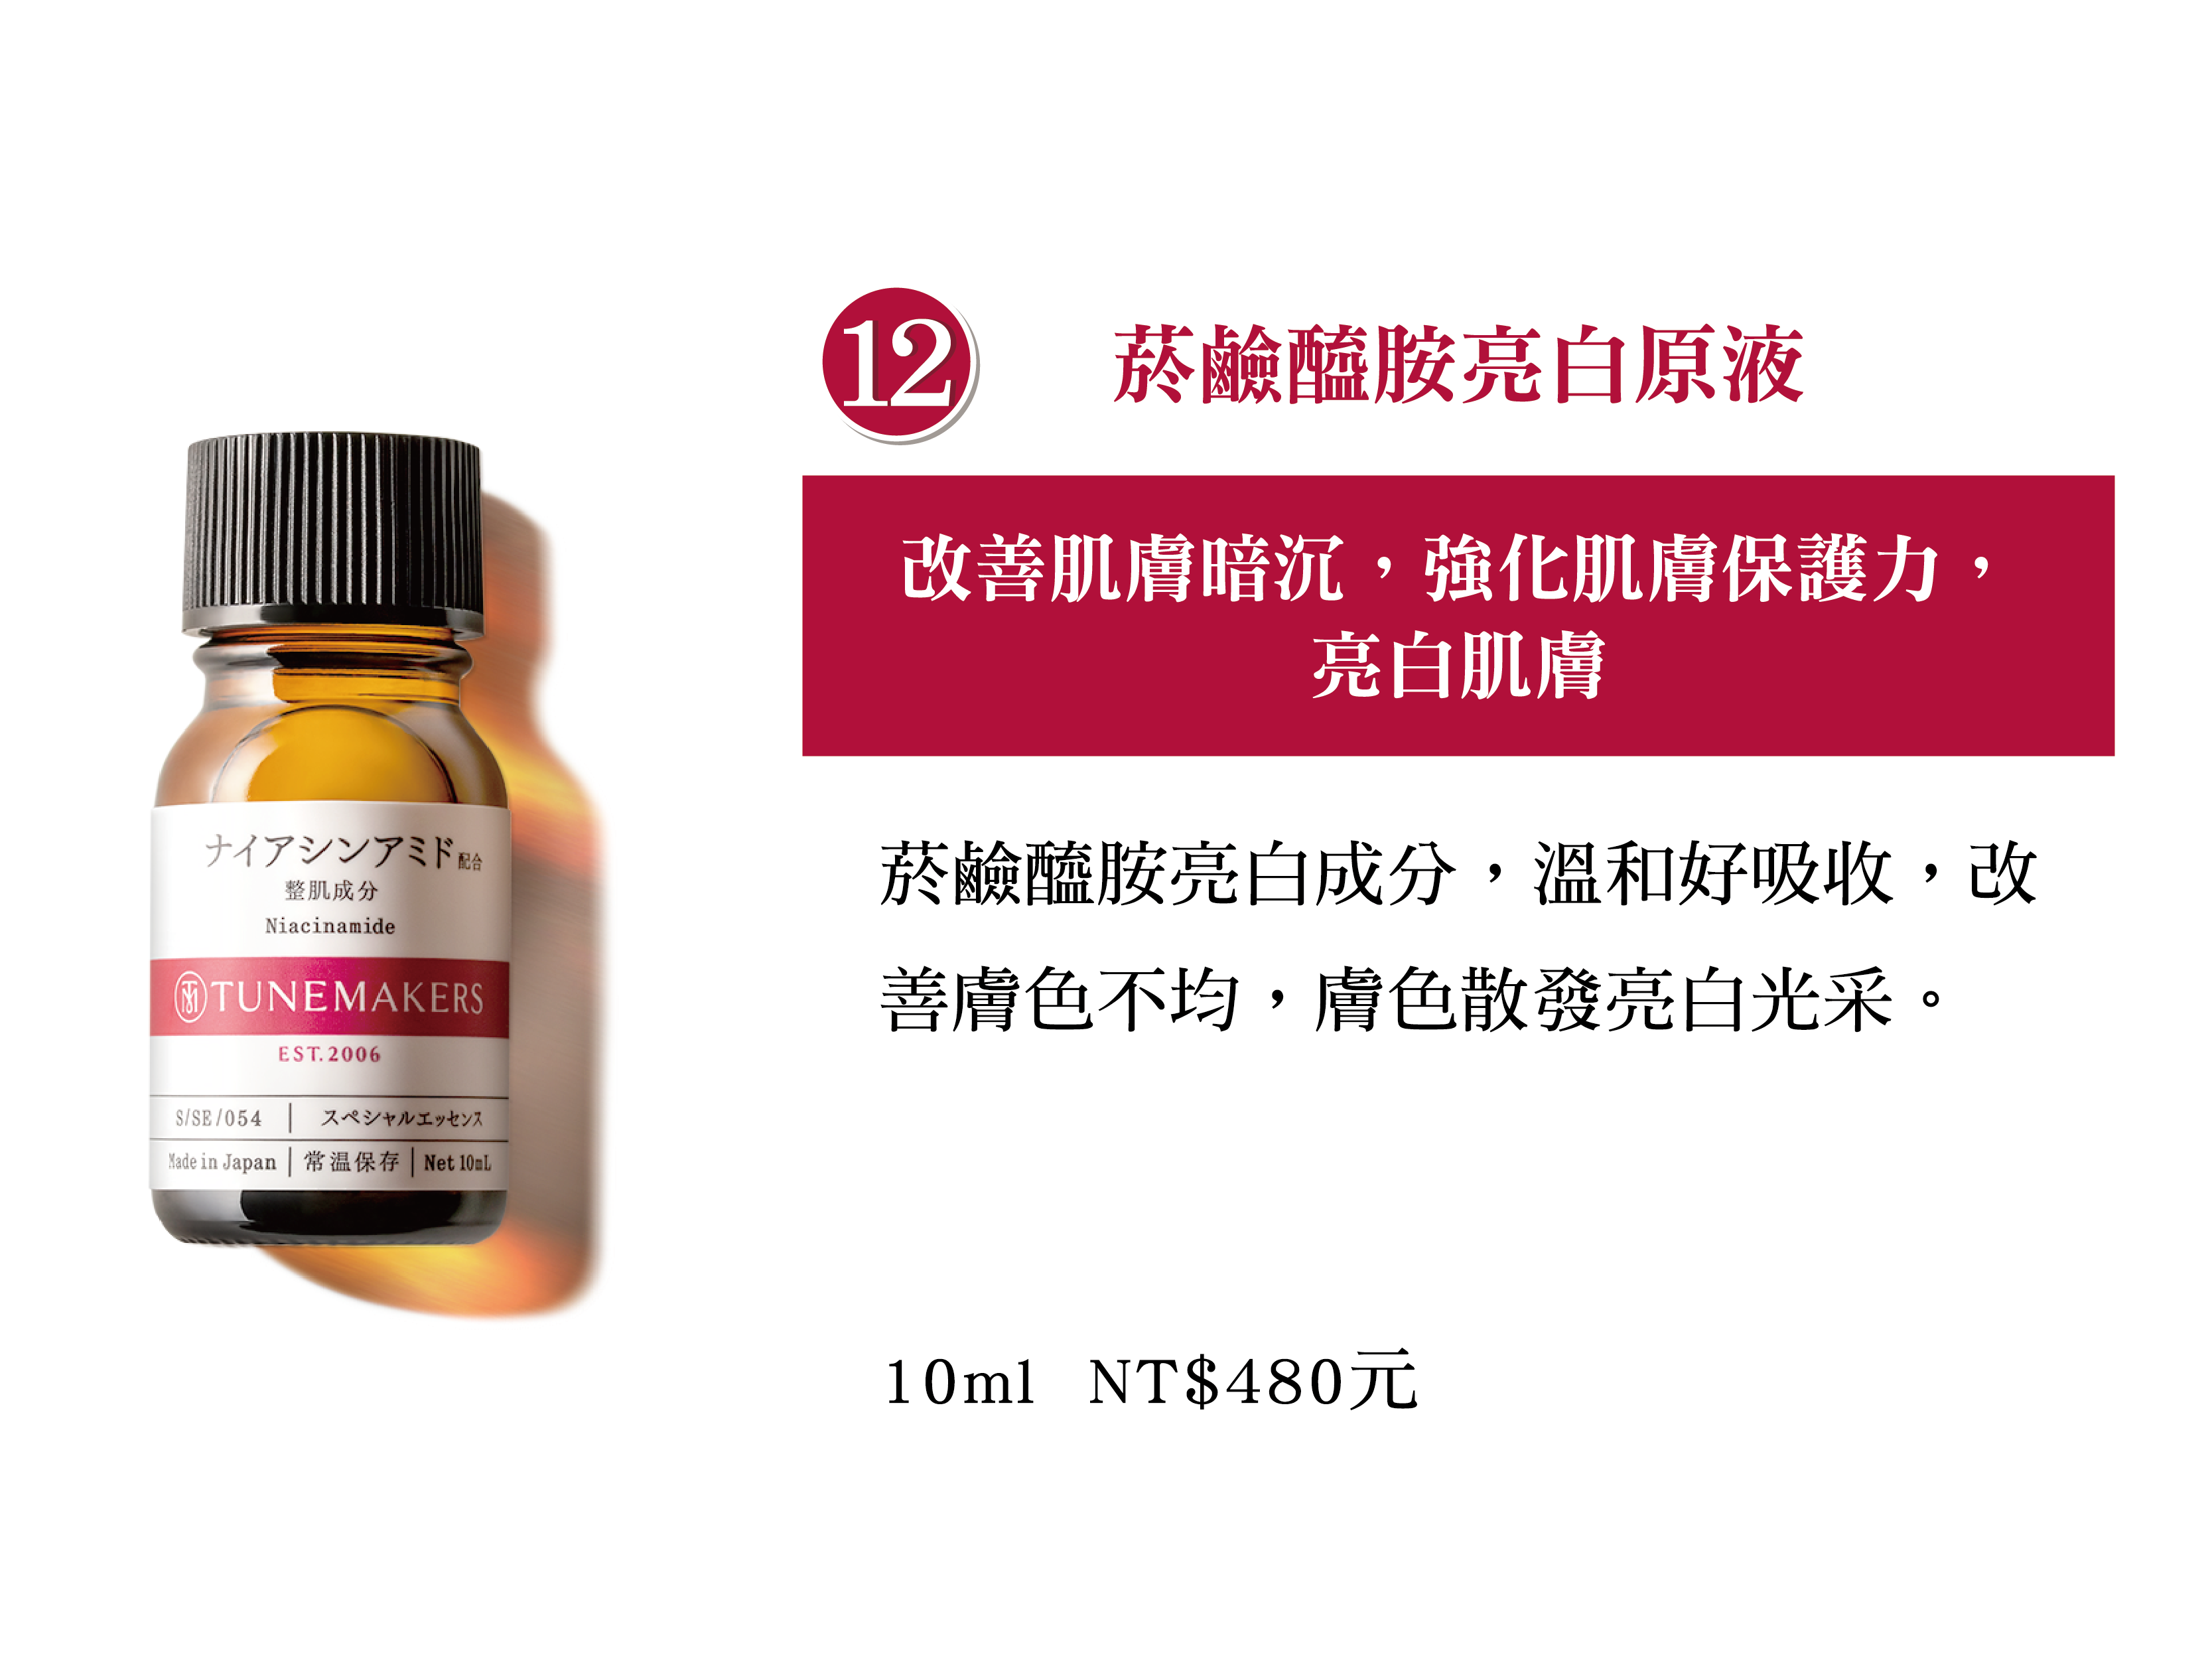 12 菸鹼醯胺亮白原液
改善肌膚暗沉，強化肌膚保護力，
亮白肌膚
菸鹼醯胺亮白成分，溫和好吸收，改
善膚色不均，膚色散發亮白光采。
10ml NT$480元
ナイアシンアミド配合
整肌成分
Niacinamide
TM TUNEMAKERS
EST.2006
S/SE/054 | スペシャルエッセンス
Made in Japan | 常温保存 | Net 10mL